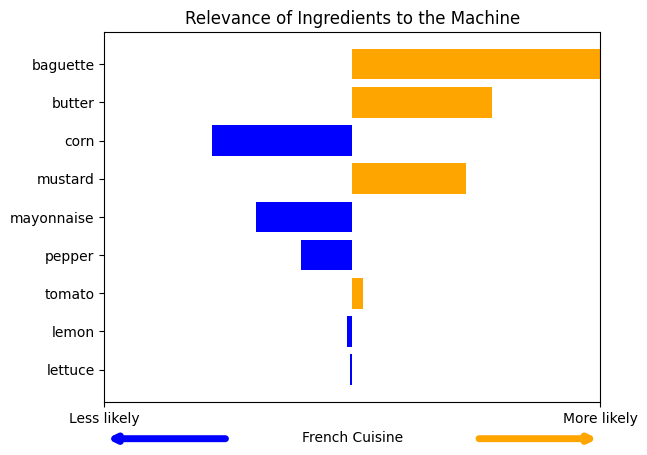 Relevance of Ingredients to the Machine
baguette
butter
corn
mustard
mayonnaise
pepper
tomato
lemon
lettuce
Less likely
More likely
French Cuisine